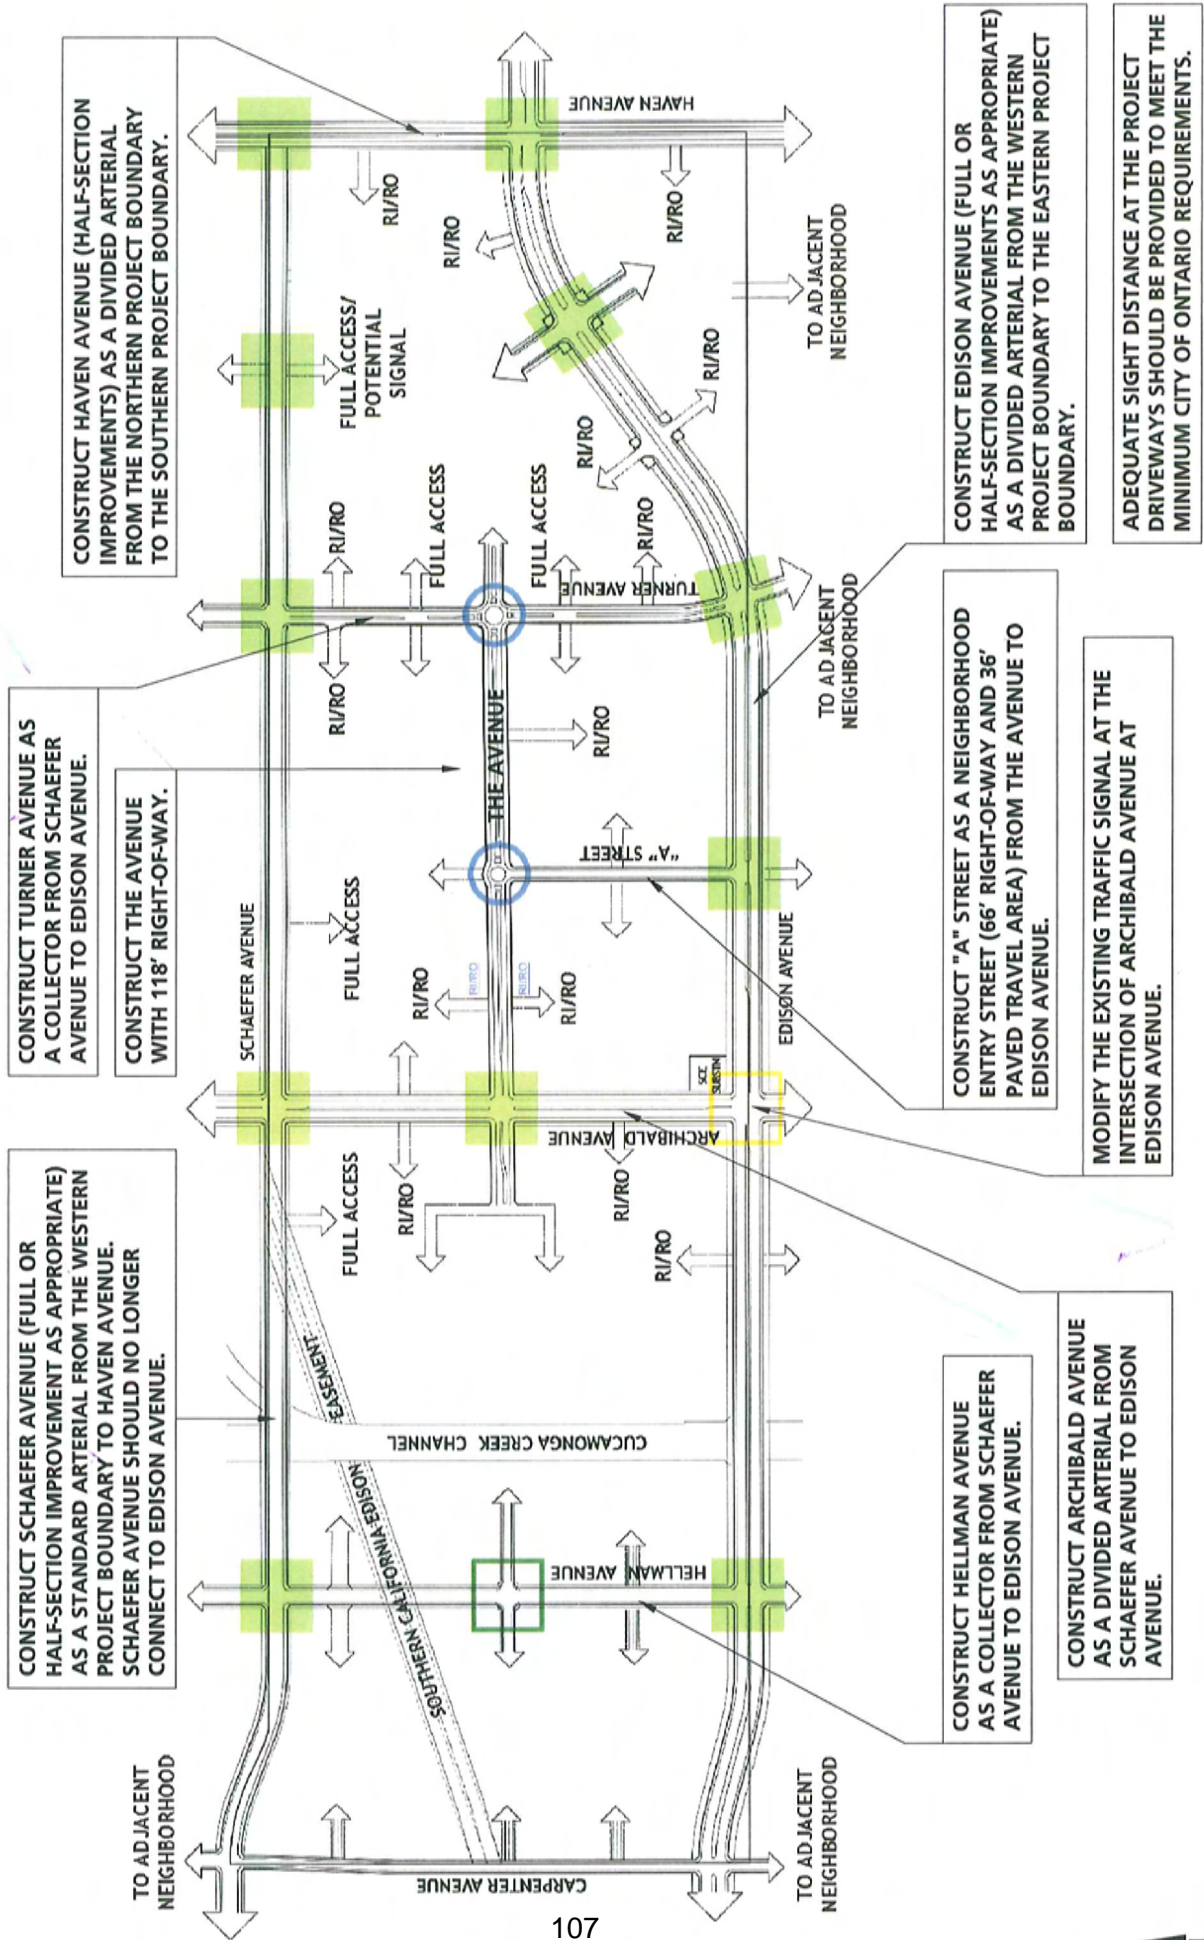 CONSTRUCT SCHAEFER AVENUE (FULL OR
HALF-SECTION IMPROVEMENT AS APPROPRIATE)
AS A STANDARD ARTERIAL FROM THE WESTERN
PROJECT BOUNDARY TO HAVEN AVENUE.
SCHAEFER AVENUE SHOULD NO LONGER
CONNECT TO EDISON AVENUE.
CONSTRUCT TURNER AVENUE AS
A COLLECTOR FROM SCHAEFER
AVENUE TO EDISON AVENUE.
CONSTRUCT THE AVENUE
WITH 118' RIGHT-OF-WAY.
CONSTRUCT HAVEN AVENUE (HALF-SECTION
IMPROVEMENTS) AS A DIVIDED ARTERIAL
FROM THE NORTHERN PROJECT BOUNDARY
TO THE SOUTHERN PROJECT BOUNDARY.
TO ADJACENT
NEIGHBORHOOD
SCHAEFER AVENUE
FULL ACCESS
FULL ACCESS
RI/RO
RI/RO
FULL ACCESS/
POTENTIAL
SIGNAL
RI/RO
RI/RO
RI/RO
RI/RO
RI/RO
RI/RO
FULL ACCESS
FULL ACCESS
THE AVENUE
RI/RO
RI/RO
RI/RO
RI/RO
RI/RO
RI/RO
RI/RO
RI/RO
RI/RO
SOUTHERN CALIFORNIA EDISON EASEMENT
CUCAMONGA CREEK CHANNEL
CARPENTER AVENUE
HELLMAN AVENUE
ARCHIBALD AVENUE
"A" STREET
TURNER AVENUE
HAVEN AVENUE
SCE
SUBSTN
EDISON AVENUE
TO ADJACENT
NEIGHBORHOOD
TO ADJACENT
NEIGHBORHOOD
TO ADJACENT
NEIGHBORHOOD
CONSTRUCT HELLMAN AVENUE
AS A COLLECTOR FROM SCHAEFER
AVENUE TO EDISON AVENUE.
CONSTRUCT ARCHIBALD AVENUE
AS A DIVIDED ARTERIAL FROM
SCHAEFER AVENUE TO EDISON
AVENUE.
CONSTRUCT "A" STREET AS A NEIGHBORHOOD
ENTRY STREET (66' RIGHT-OF-WAY AND 36'
PAVED TRAVEL AREA) FROM THE AVENUE TO
EDISON AVENUE.
MODIFY THE EXISTING TRAFFIC SIGNAL AT THE
INTERSECTION OF ARCHIBALD AVENUE AT
EDISON AVENUE.
CONSTRUCT EDISON AVENUE (FULL OR
HALF-SECTION IMPROVEMENTS AS APPROPRIATE)
AS A DIVIDED ARTERIAL FROM THE WESTERN
PROJECT BOUNDARY TO THE EASTERN PROJECT
BOUNDARY.
ADEQUATE SIGHT DISTANCE AT THE PROJECT
DRIVEWAYS SHOULD BE PROVIDED TO MEET THE
MINIMUM CITY OF ONTARIO REQUIREMENTS.
107